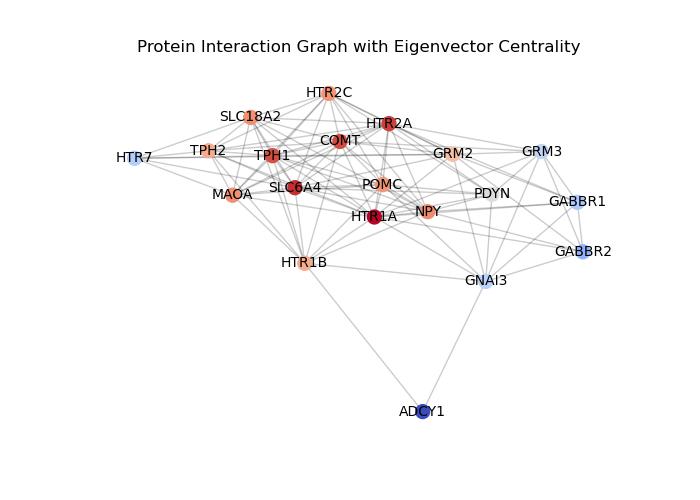 Protein Interaction Graph with Eigenvector Centrality
HTR2C
SLC18A2
HTR2A
COMT
TPH2
TPH1
GRM2
GRM3
HTR7
MAOA
SLC6A4
POMC
PDYN
GABBR1
HTR1A
NPY
GABBR2
HTR1B
GNAI3
ADCY1